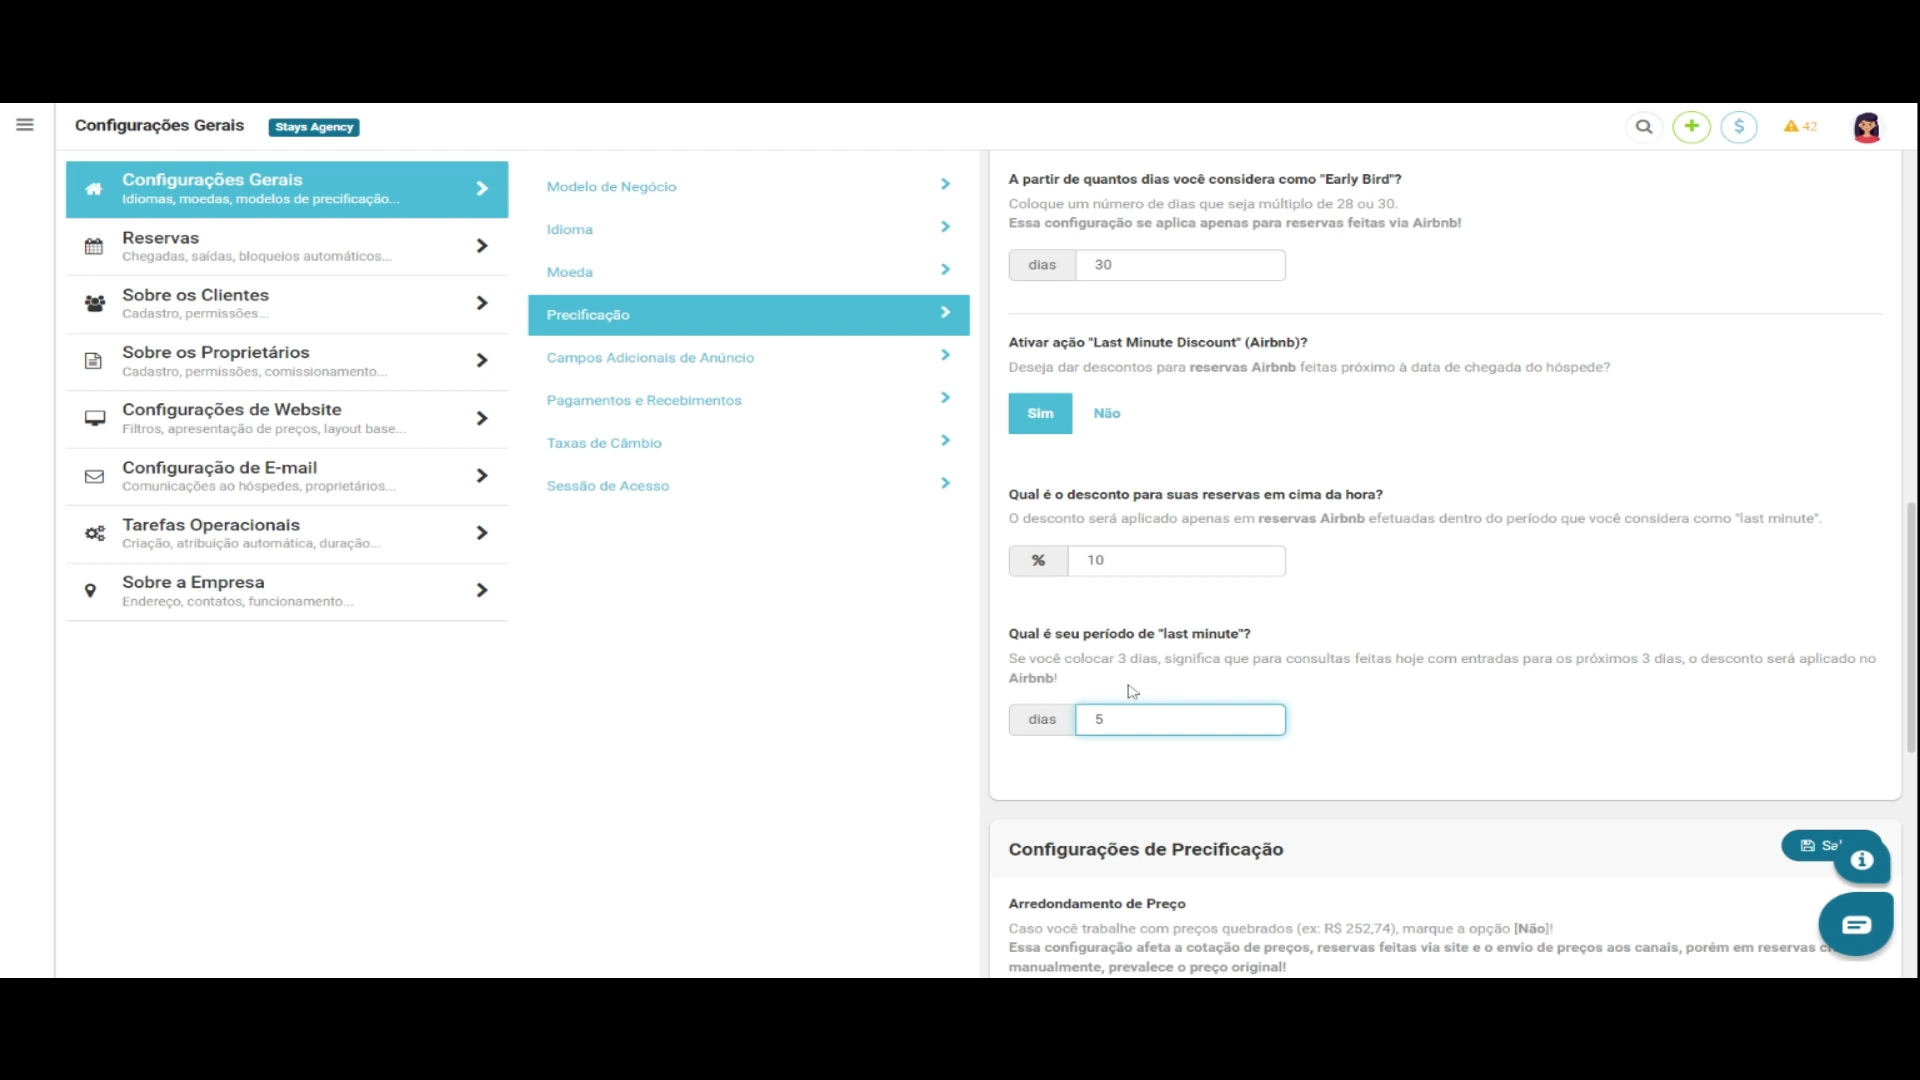 Configurações Gerais
Stays Agency
42
Configurações Gerais
Idiomas, moedas, modelos de precificação...
Reservas
Chegadas, saídas, bloqueios automáticos...
Sobre os Clientes
Cadastro, permissões...
Sobre os Proprietários
Cadastro, permissões, comissionamento...
Configurações de Website
Filtros, apresentação de preços, layout base...
Configuração de E-mail
Comunicações ao hóspedes, proprietários...
Tarefas Operacionais
Criação, atribuição automática, duração...
Sobre a Empresa
Endereço, contatos, funcionamento...
Modelo de Negócio
Idioma
Moeda
Precificação
Campos Adicionais de Anúncio
Pagamentos e Recebimentos
Taxas de Câmbio
Sessão de Acesso
A partir de quantos dias você considera como "Early Bird"?
Coloque um número de dias que seja múltiplo de 28 ou 30.
Essa configuração se aplica apenas para reservas feitas via Airbnb!
dias 30
Ativar ação "Last Minute Discount" (Airbnb)?
Deseja dar descontos para reservas Airbnb feitas próximo à data de chegada do hóspede?
Sim Não
Qual é o desconto para suas reservas em cima da hora?
O desconto será aplicado apenas em reservas Airbnb efetuadas dentro do período que você considera como "last minute".
% 10
Qual é seu período de "last minute"?
Se você colocar 3 dias, significa que para consultas feitas hoje com entradas para os próximos 3 dias, o desconto será aplicado no
Airbnb!
dias 5
Configurações de Precificação
Arredondamento de Preço
Caso você trabalhe com preços quebrados (ex: R$ 252,74), marque a opção [Não]!
Essa configuração afeta a cotação de preços, reservas feitas via site e o envio de preços aos canais, porém em reservas
manualmente, prevalece o preço original!